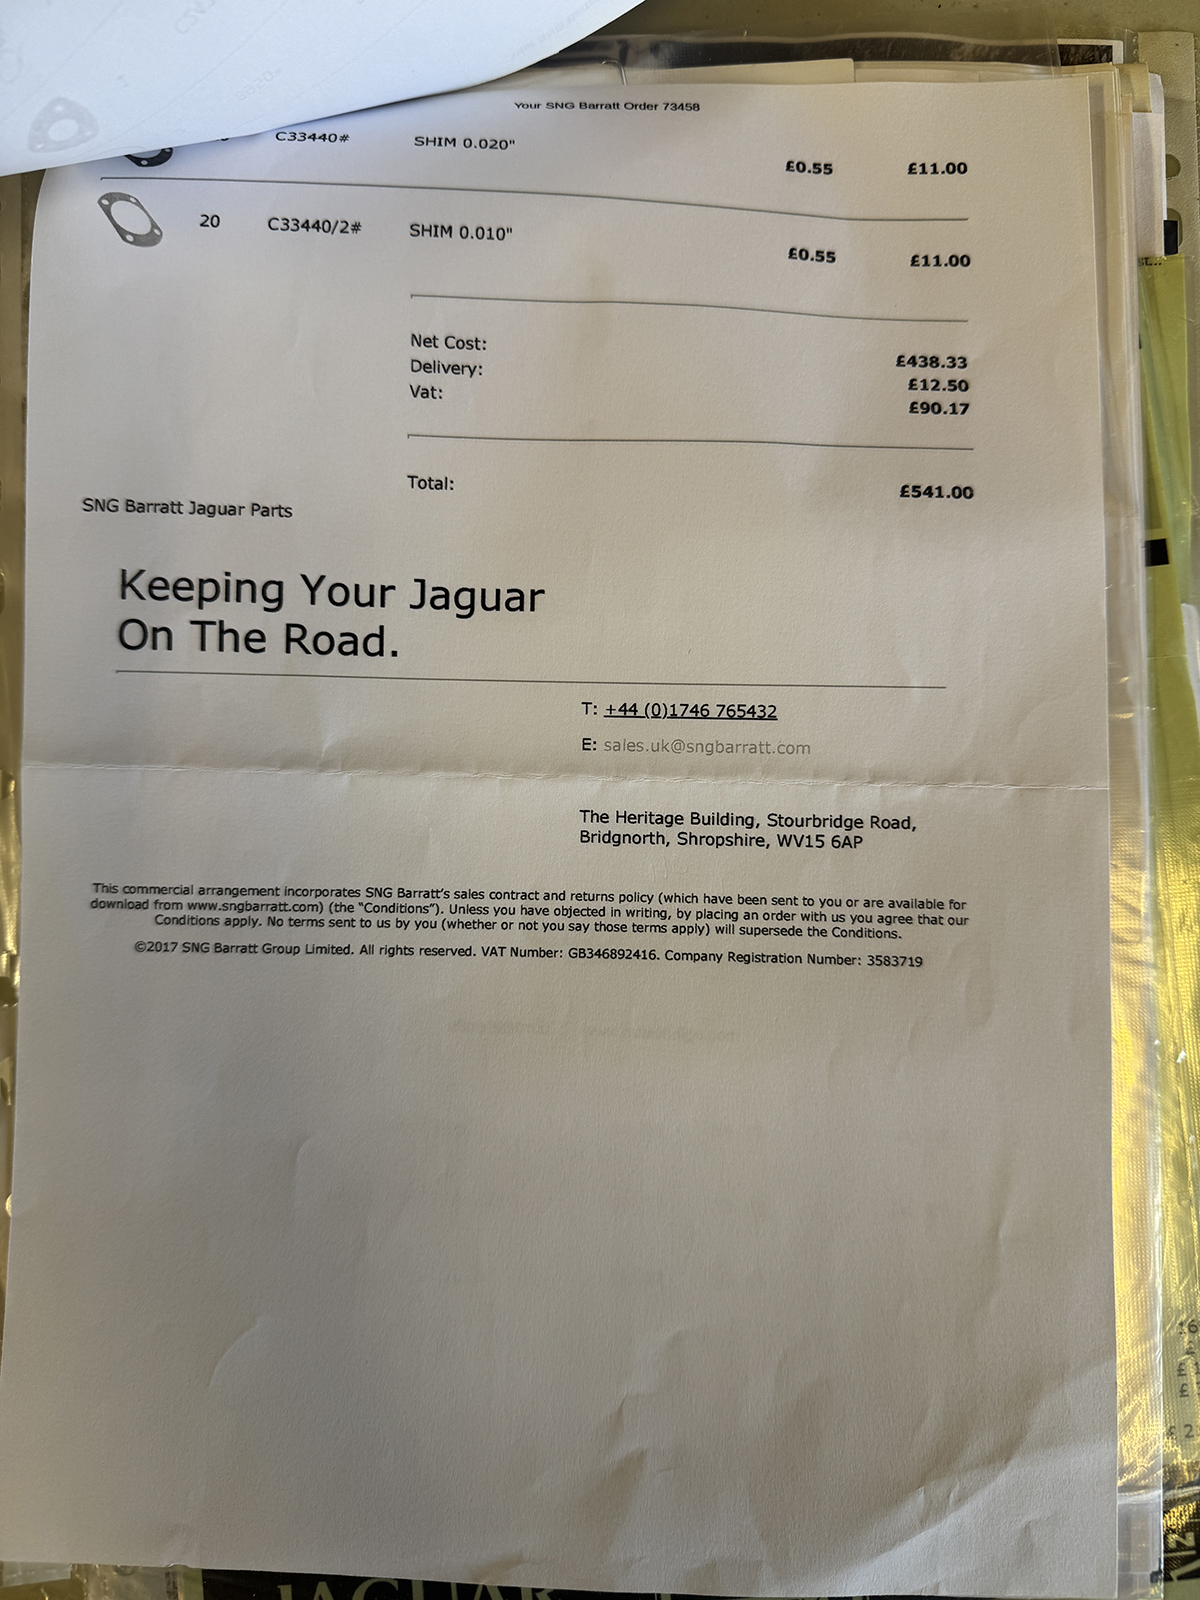 Your SNG Barratt Order 73458
C33440# SHIM 0.020" £0.55 £11.00
20 C33440/2# SHIM 0.010" £0.55 £11.00
Net Cost: £438.33
Delivery: £12.50
Vat: £90.17
Total: £541.00
SNG Barratt Jaguar Parts
Keeping Your Jaguar
On The Road.
T: +44 (0)1746 765432
E: sales.uk@sngbarratt.com
The Heritage Building, Stourbridge Road,
Bridgnorth, Shropshire, WV15 6AP
This commercial arrangement incorporates SNG Barratt's sales contract and returns policy (which have been sent to you or are available for
download from www.sngbarratt.com) (the "Conditions"). Unless you have objected in writing, by placing an order with us you agree that our
Conditions apply. No terms sent to us by you (whether or not you say those terms apply) will supersede the Conditions.
©2017 SNG Barratt Group Limited. All rights reserved. VAT Number: GB346892416. Company Registration Number: 3583719
JAGUAR